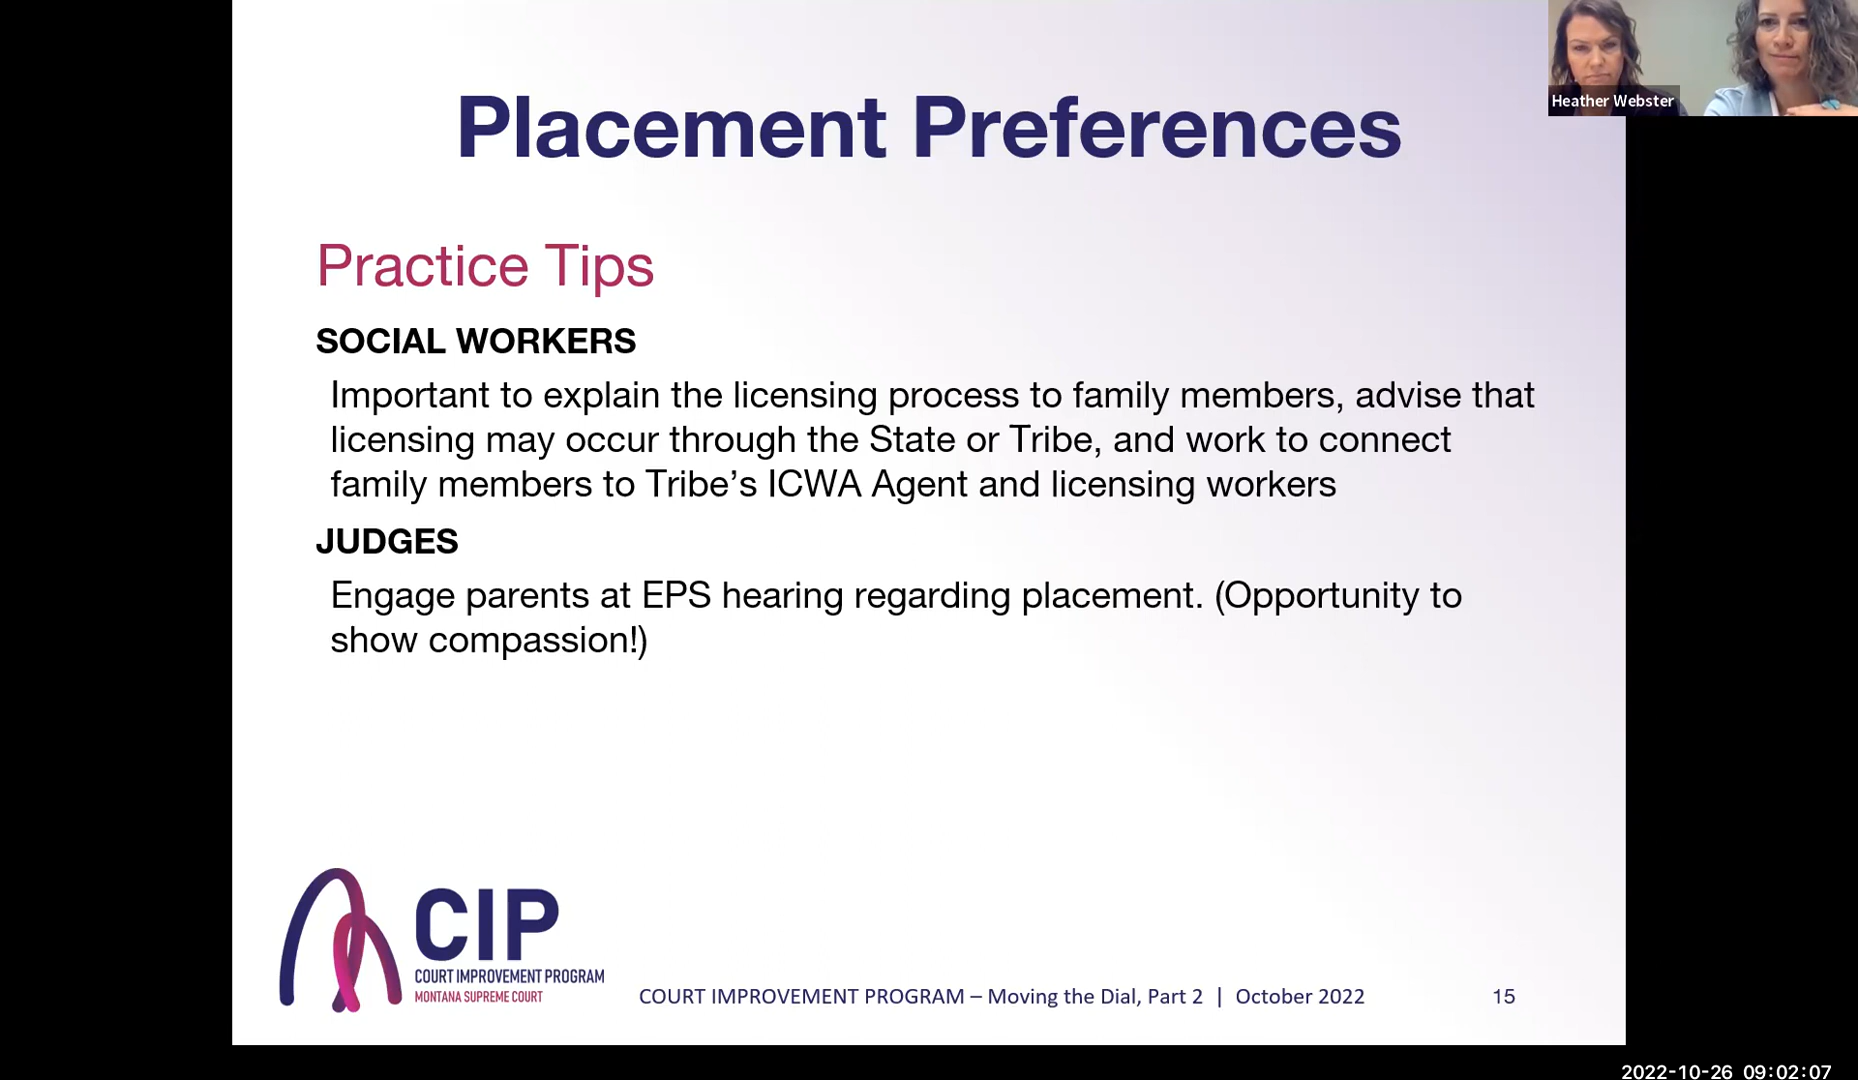 Heather Webster
Placement Preferences
Practice Tips
SOCIAL WORKERS
Important to explain the licensing process to family members, advise that
licensing may occur through the State or Tribe, and work to connect
family members to Tribe’s ICWA Agent and licensing workers
JUDGES
Engage parents at EPS hearing regarding placement. (Opportunity to
show compassion!)
CIP
COURT IMPROVEMENT PROGRAM
MONTANA SUPREME COURT
COURT IMPROVEMENT PROGRAM – Moving the Dial, Part 2 | October 2022
15
2022-10-26 09:02:07